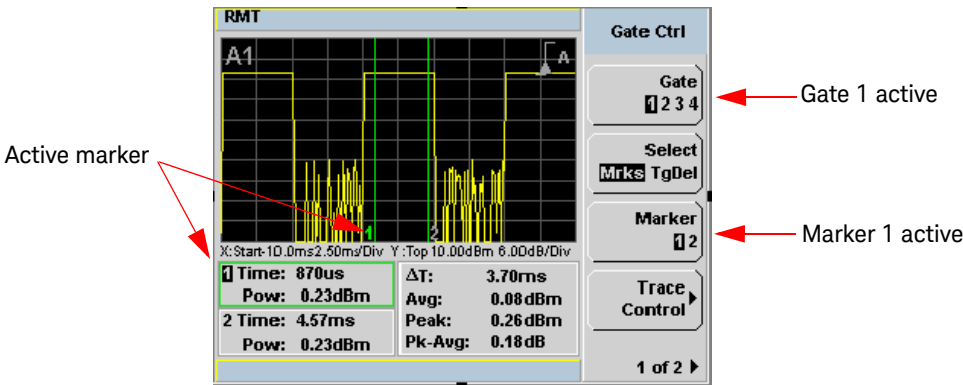 RMT
Gate Ctrl
A1
A
Gate
1 2 3 4
Gate 1 active
Select
Mrks TgDel
Active marker
Marker
1 2
Marker 1 active
1
2
X:Start-10.0ms2.50ms/Div Y:Top10.00dBm 6.00dB/Div
1 Time: 870us
Pow: 0.23dBm
2 Time: 4.57ms
Pow: 0.23dBm
ΔT: 3.70ms
Avg: 0.08dBm
Peak: 0.26dBm
Pk-Avg: 0.18dB
Trace
Control
1 of 2